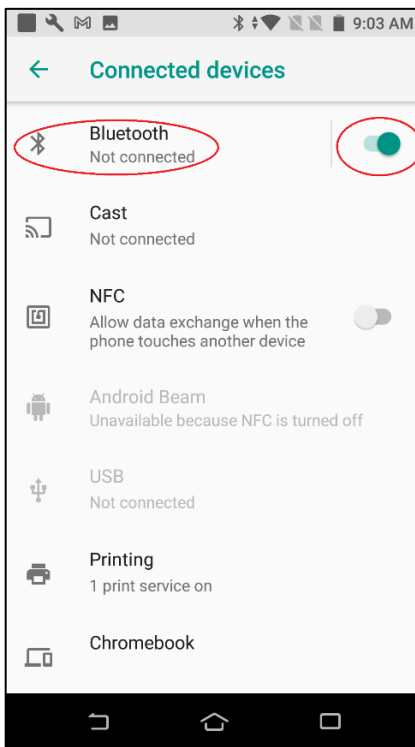 9:03 AM
Connected devices
Bluetooth
Not connected
Cast
Not connected
NFC
Allow data exchange when the
phone touches another device
Android Beam
Unavailable because NFC is turned off
USB
Not connected
Printing
1 print service on
Chromebook